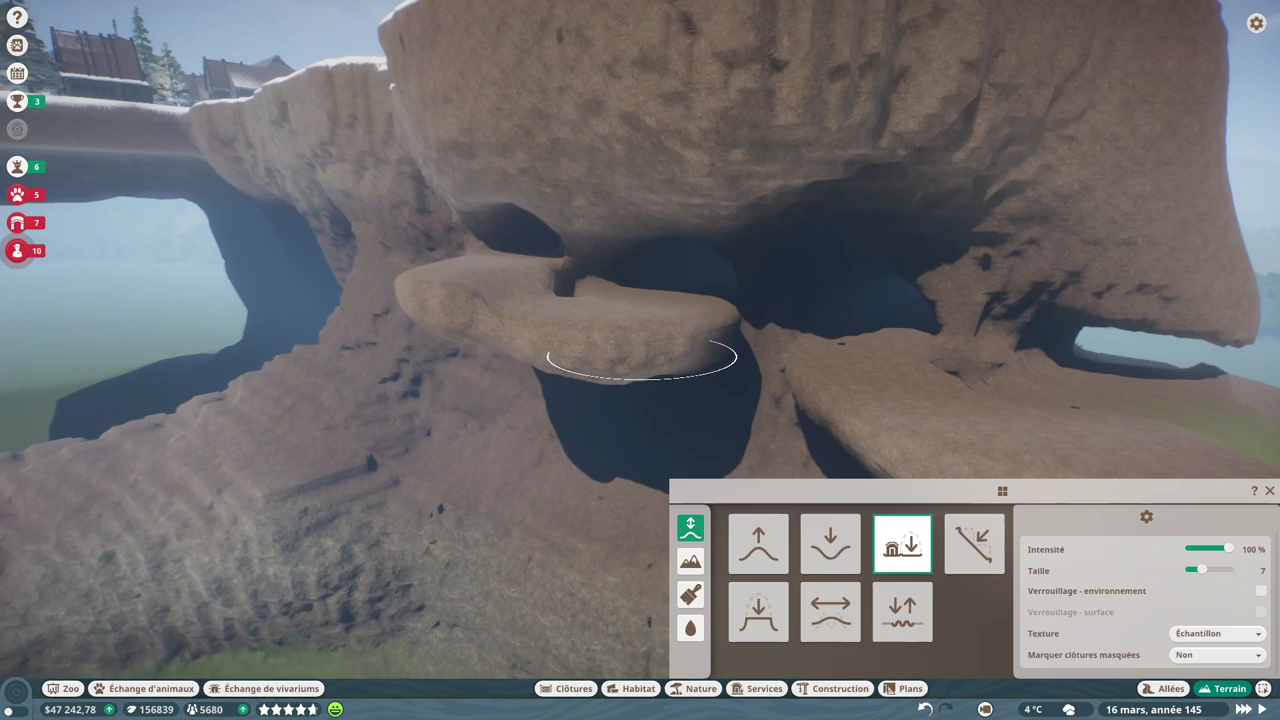 ?
3
6
5
7
10
?
Intensité 100 %
Taille 7
Verrouillage - environnement
Verrouillage - surface
Texture Échantillon
Marquer clôtures masquées Non
Zoo Échange d'animaux Échange de vivariums Clôtures Habitat Nature Services Construction Plans Allées Terrain
$47 242,78 156839 5680 4 °C 16 mars, année 145